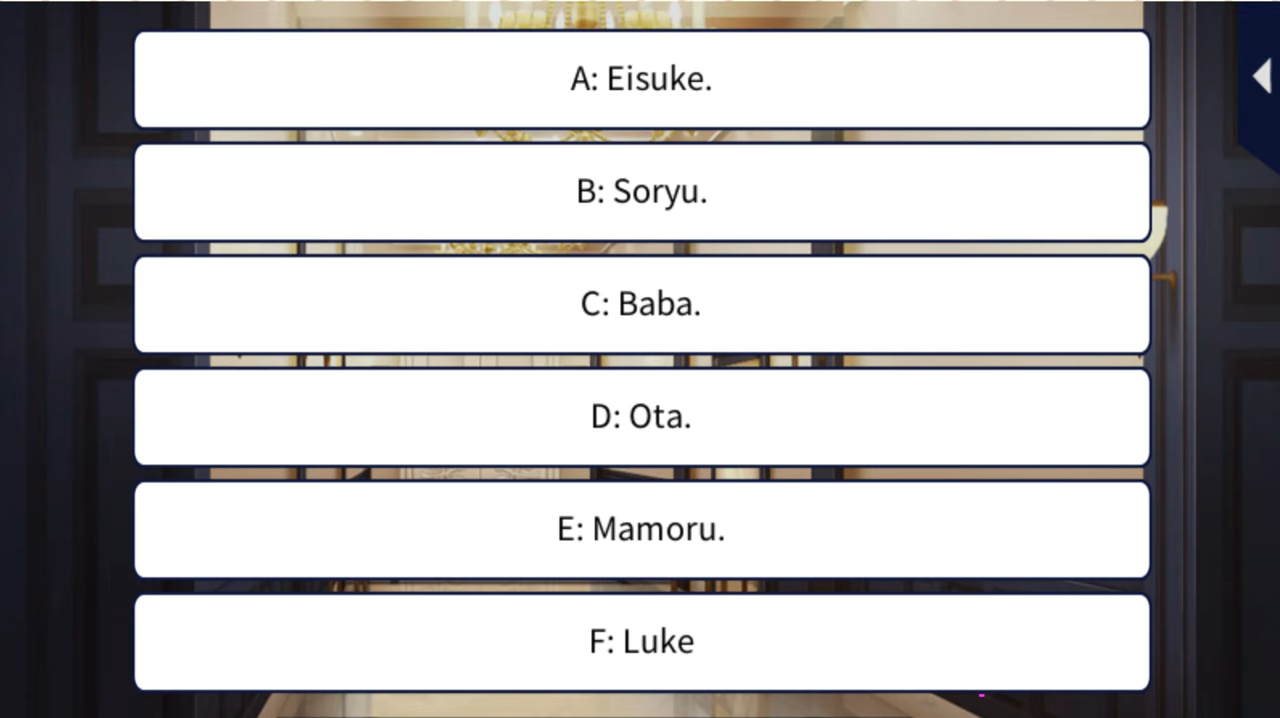 A: Eisuke.
B: Soryu.
C: Baba.
D: Ota.
E: Mamoru.
F: Luke